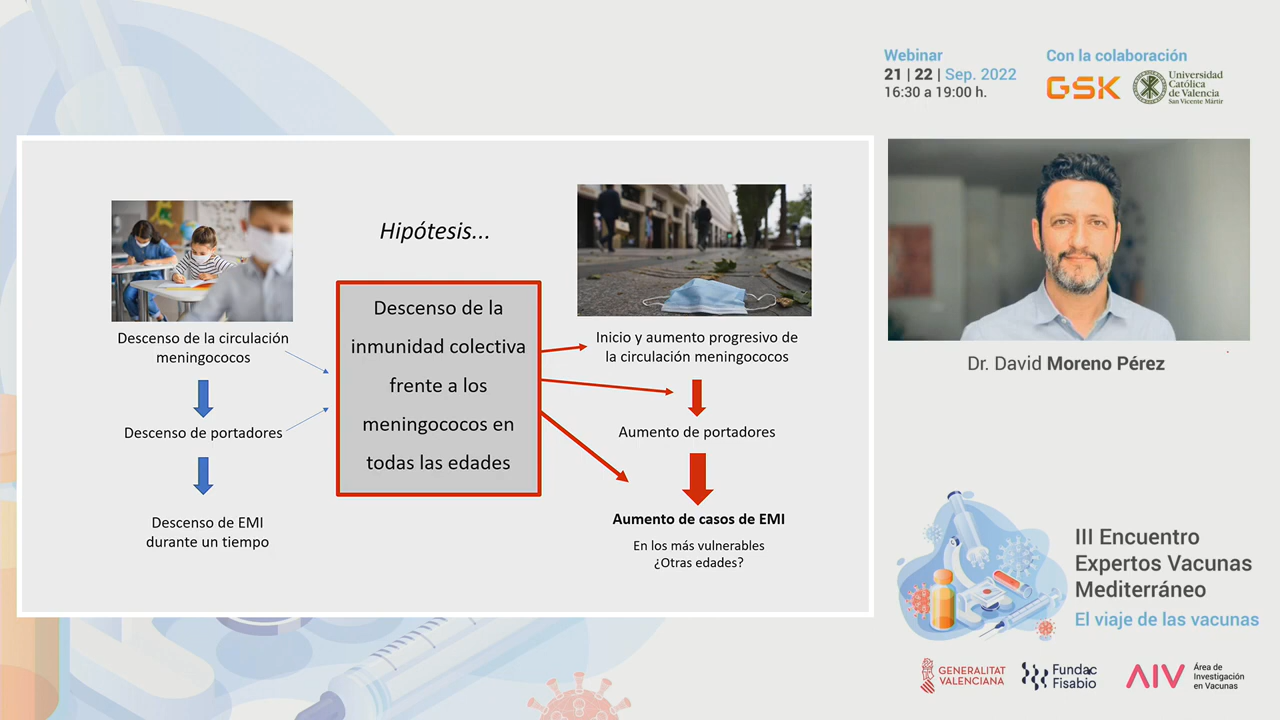 Webinar
21 | 22 | Sep. 2022
16:30 a 19:00 h.
Con la colaboración
GSK
Universidad
Católica
de Valencia
San Vicente Mártir
Hipótesis...
Descenso de la circulación
meningococos
Descenso de portadores
Descenso de EMI
durante un tiempo
Descenso de la
inmunidad colectiva
frente a los
meningococos en
todas las edades
Inicio y aumento progresivo de
la circulación meningococos
Aumento de portadores
Aumento de casos de EMI
En los más vulnerables
¿Otras edades?
Dr. David Moreno Pérez
III Encuentro
Expertos Vacunas
Mediterráneo
El viaje de las vacunas
GENERALITAT
VALENCIANA
Fundac
Fisabio
AIV
Área de
Investigación
en Vacunas